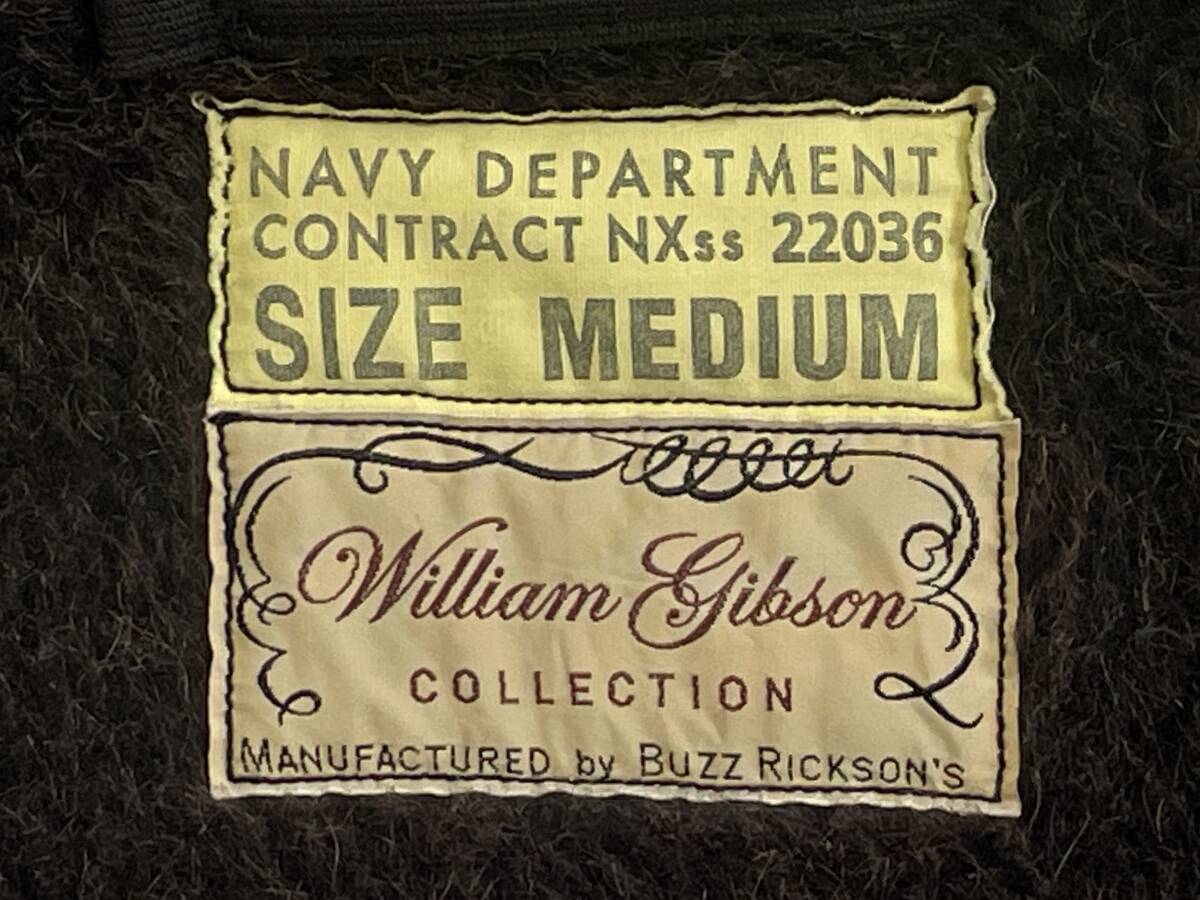 NAVY DEPARTMENT
CONTRACT NXss 22036
SIZE MEDIUM
William Gibson
COLLECTION
MANUFACTURED by BUZZ RICKSON'S